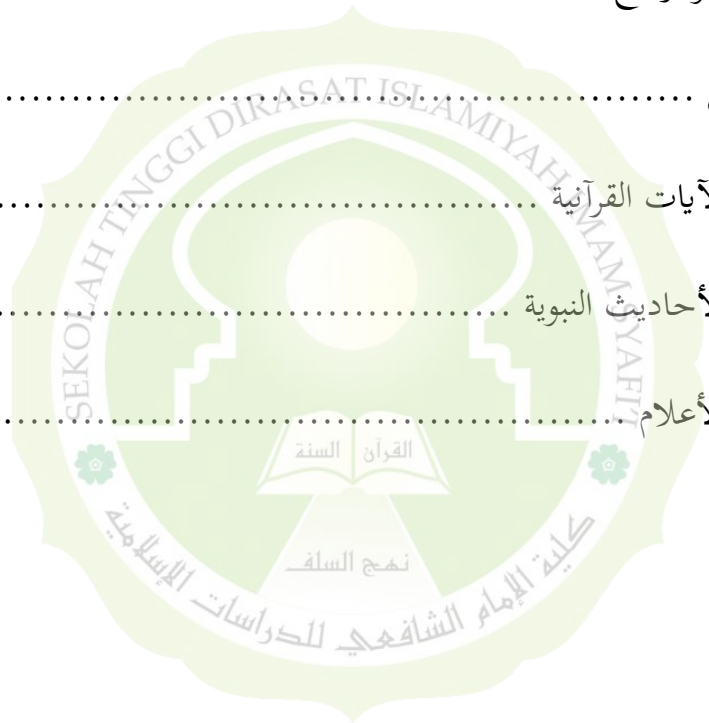 ..........................................................
لآيات القرآنية ..........................................
لأحاديث النبوية ........................................
لأعلام .................................................
SEKOLAH TINGGI DIRASAT ISLAMIYAH IMAM SYAFI'I
القرآن السنة
نهج السلف
كلية الإمام الشافعي للدراسات الإسلامية